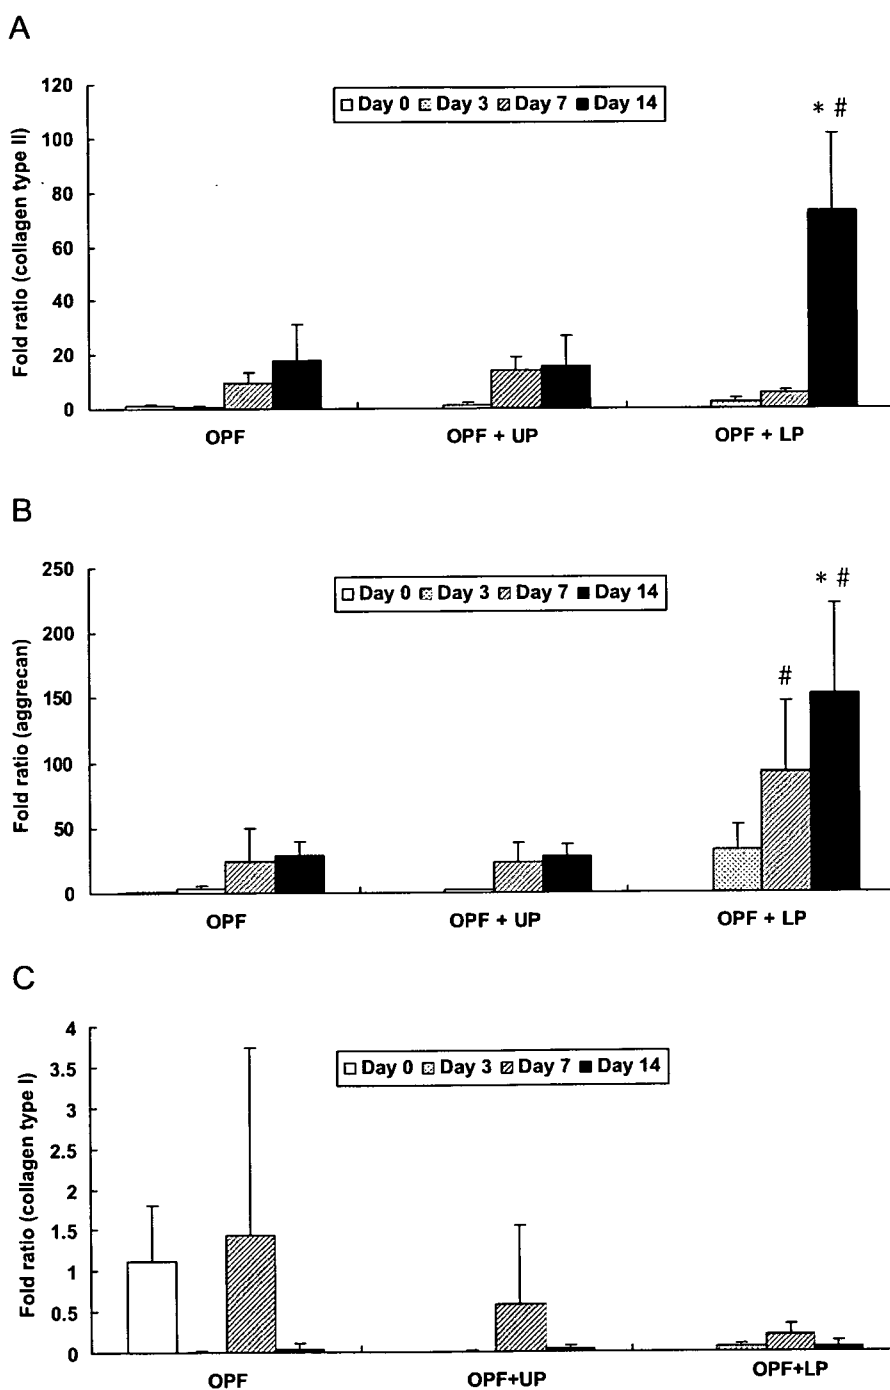 A
Fold ratio (collagen type II)
120
100
80
60
40
20
0
Day 0 Day 3 Day 7 Day 14
* #
OPF
OPF + UP
OPF + LP
B
Fold ratio (aggrecan)
250
200
150
100
50
0
Day 0 Day 3 Day 7 Day 14
#
* #
OPF
OPF + UP
OPF + LP
C
Fold ratio (collagen type I)
4
3.5
3
2.5
2
1.5
1
0.5
0
Day 0 Day 3 Day 7 Day 14
OPF
OPF+UP
OPF+LP